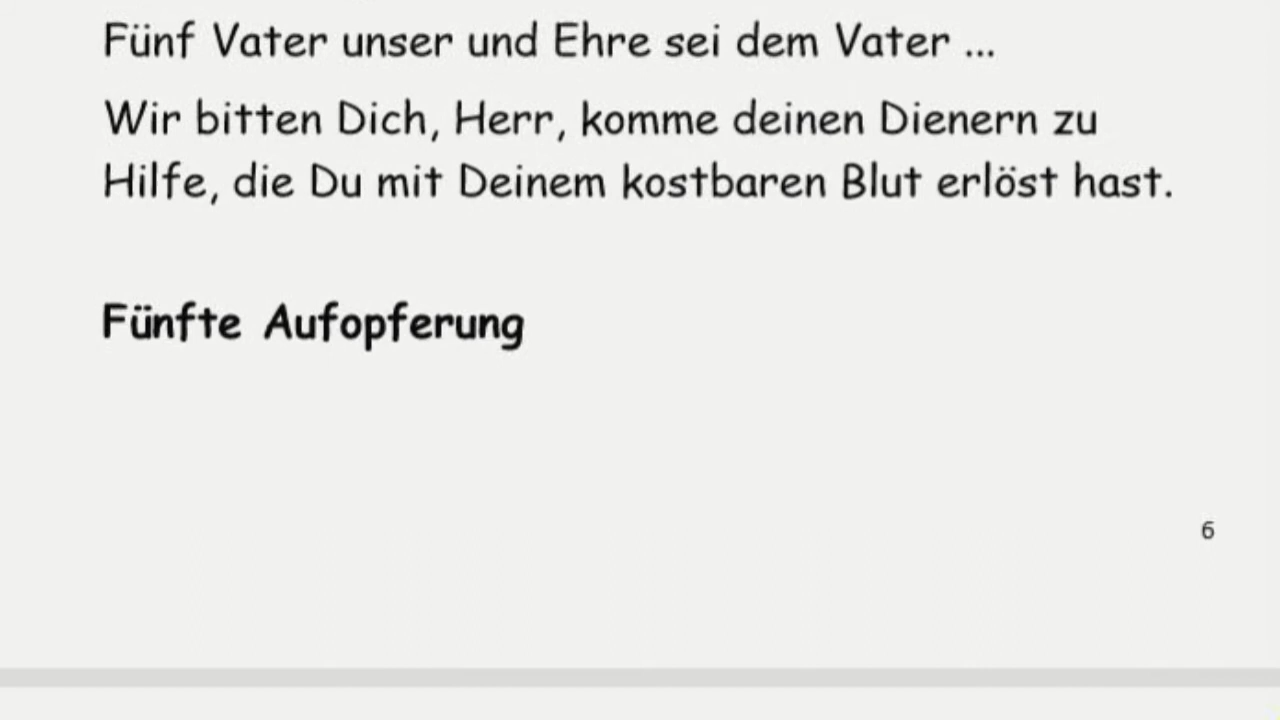 Fünf Vater unser und Ehre sei dem Vater ...
Wir bitten Dich, Herr, komme deinen Dienern zu
Hilfe, die Du mit Deinem kostbaren Blut erlöst hast.
Fünfte Aufopferung
6